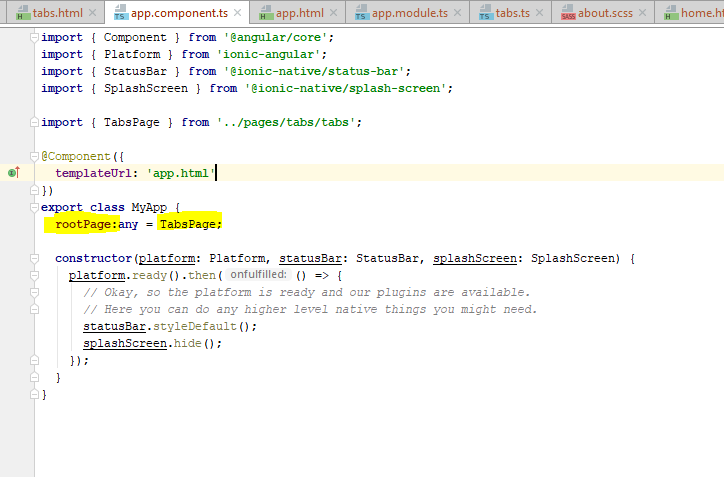 tabs.html
app.component.ts
app.html
app.module.ts
tabs.ts
about.scss
home.ht
import { Component } from '@angular/core';
import { Platform } from 'ionic-angular';
import { StatusBar } from '@ionic-native/status-bar';
import { SplashScreen } from '@ionic-native/splash-screen';
import { TabsPage } from '../pages/tabs/tabs';
@Component({
templateUrl: 'app.html'
})
export class MyApp {
rootPage:any = TabsPage;
constructor(platform: Platform, statusBar: StatusBar, splashScreen: SplashScreen) {
platform.ready().then( onfulfilled: () => {
// Okay, so the platform is ready and our plugins are available.
// Here you can do any higher level native things you might need.
statusBar.styleDefault();
splashScreen.hide();
});
}
}